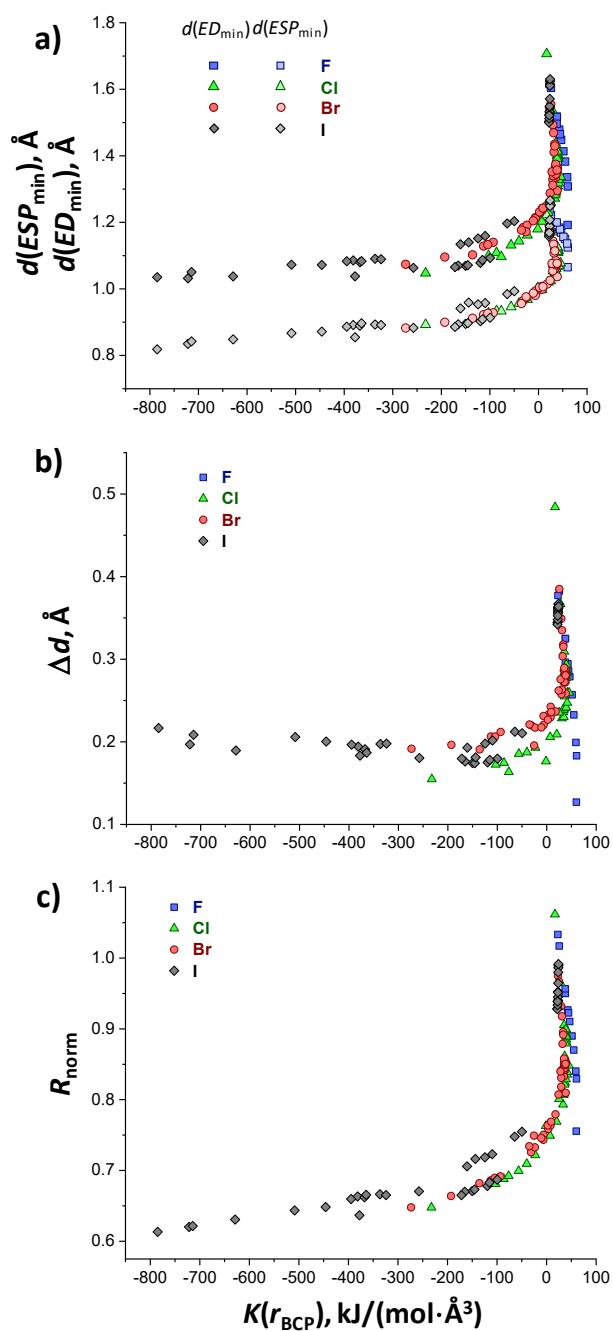 a)
d(ED_min) d(ESP_min)
F
Cl
Br
I
d(ESP_min), Å
d(ED_min), Å
1.8
1.6
1.4
1.2
1.0
0.8
-800 -700 -600 -500 -400 -300 -200 -100 0 100
b)
F
Cl
Br
I
Δd, Å
0.5
0.4
0.3
0.2
0.1
-800 -700 -600 -500 -400 -300 -200 -100 0 100
c)
F
Cl
Br
I
R_norm
1.1
1.0
0.9
0.8
0.7
0.6
-800 -700 -600 -500 -400 -300 -200 -100 0 100
K(r_BCP), kJ/(mol·Å³)